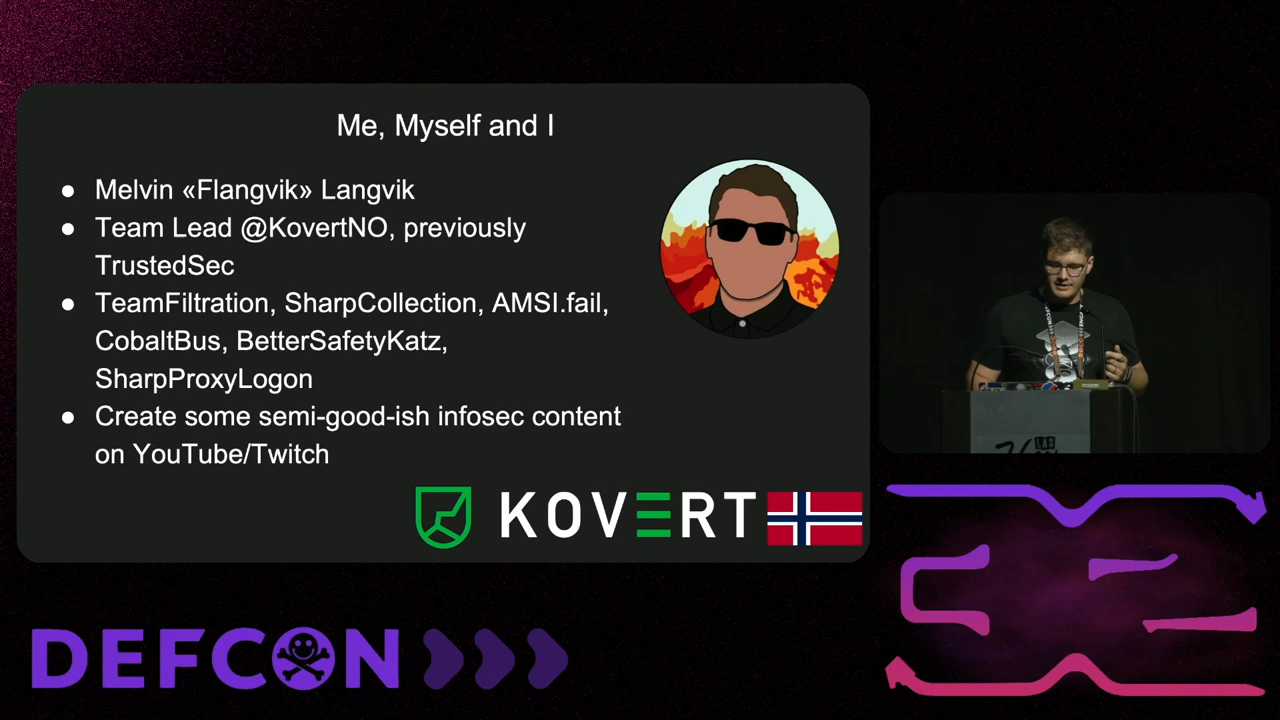 Me, Myself and I
● Melvin «Flangvik» Langvik
● Team Lead @KovertNO, previously
TrustedSec
● TeamFiltration, SharpCollection, AMSI.fail,
CobaltBus, BetterSafetyKatz,
SharpProxyLogon
● Create some semi-good-ish infosec content
on YouTube/Twitch
KOVERT
DEFCON